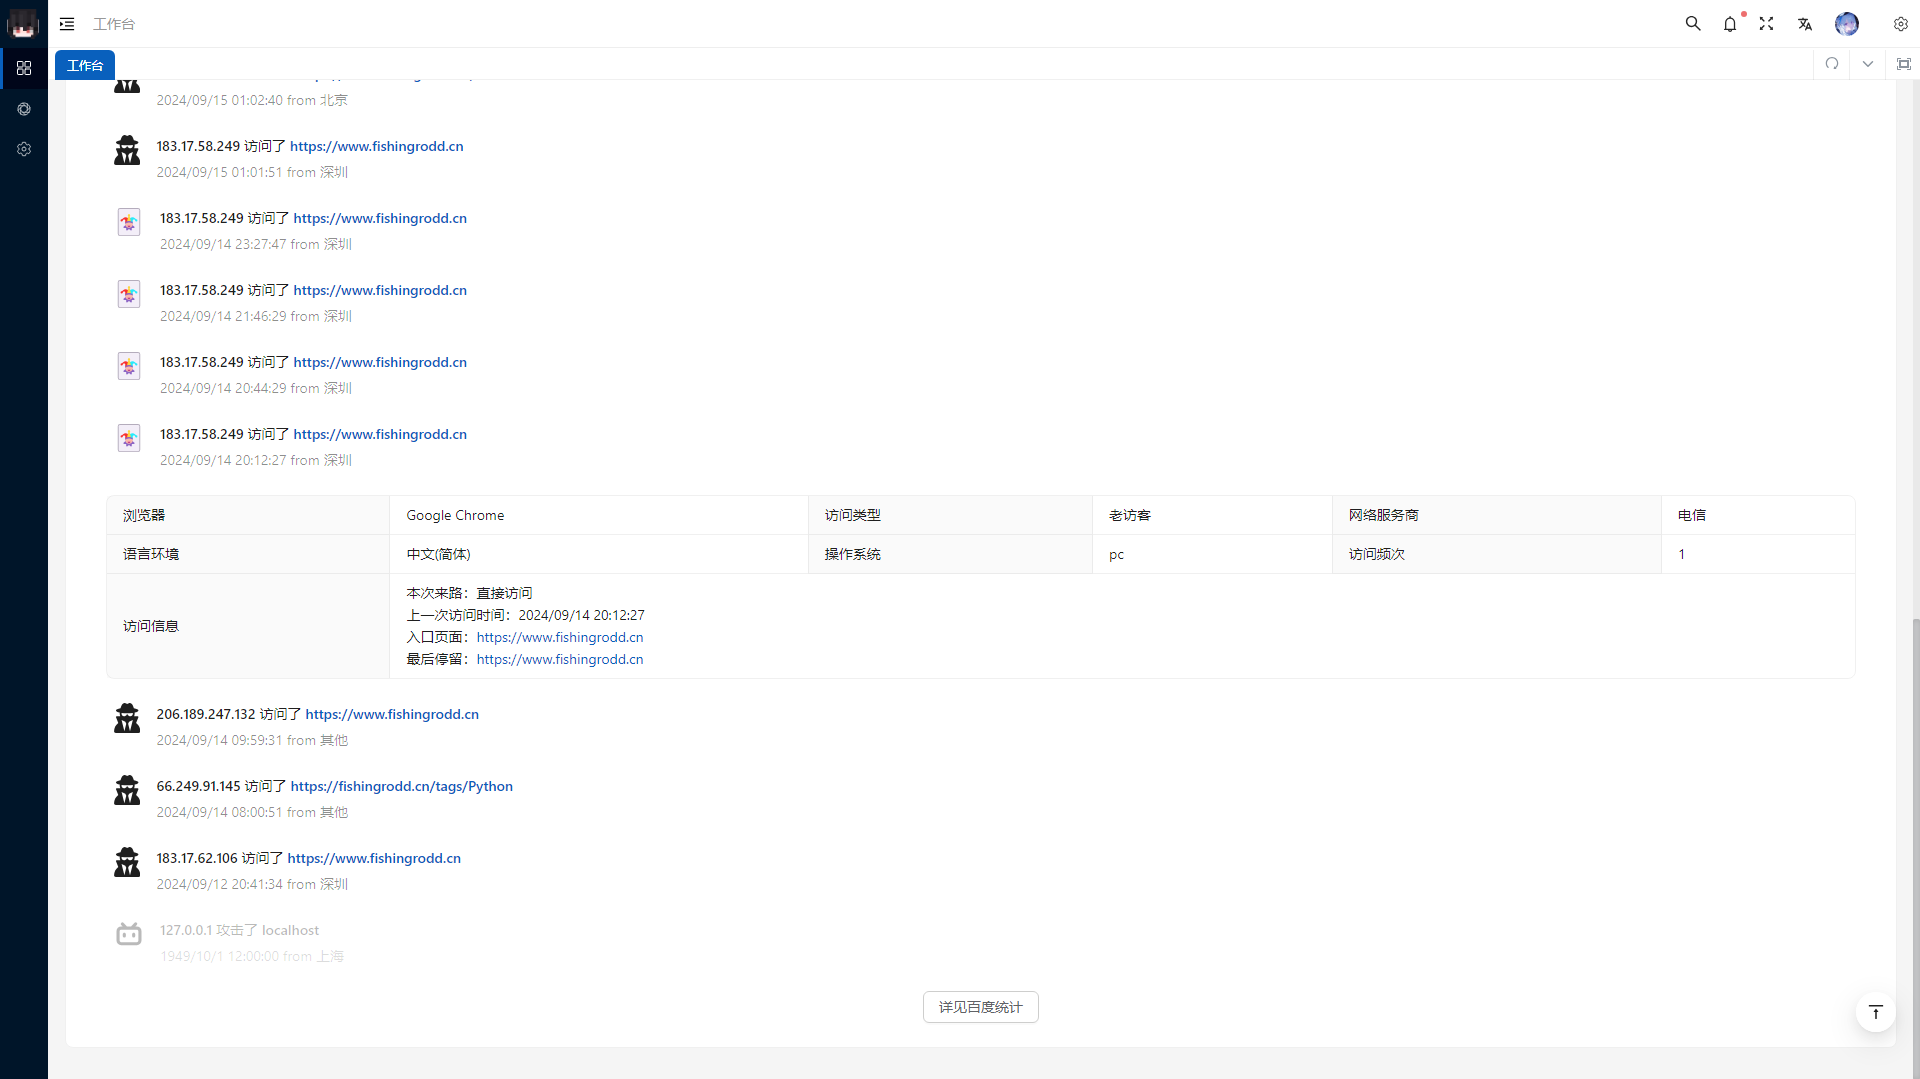 工作台
工作台
2024/09/15 01:02:40 from 北京
183.17.58.249 访问了 https://www.fishingrodd.cn
2024/09/15 01:01:51 from 深圳
183.17.58.249 访问了 https://www.fishingrodd.cn
2024/09/14 23:27:47 from 深圳
183.17.58.249 访问了 https://www.fishingrodd.cn
2024/09/14 21:46:29 from 深圳
183.17.58.249 访问了 https://www.fishingrodd.cn
2024/09/14 20:44:29 from 深圳
183.17.58.249 访问了 https://www.fishingrodd.cn
2024/09/14 20:12:27 from 深圳
浏览器 Google Chrome 访问类型 老访客 网络服务商 电信
语言环境 中文(简体) 操作系统 pc 访问频次 1
访问信息
本次来路：直接访问
上一次访问时间：2024/09/14 20:12:27
入口页面：https://www.fishingrodd.cn
最后停留：https://www.fishingrodd.cn
206.189.247.132 访问了 https://www.fishingrodd.cn
2024/09/14 09:59:31 from 其他
66.249.91.145 访问了 https://fishingrodd.cn/tags/Python
2024/09/14 08:00:51 from 其他
183.17.62.106 访问了 https://www.fishingrodd.cn
2024/09/12 20:41:34 from 深圳
127.0.0.1 攻击了 localhost
1949/10/1 12:00:00 from 上海
详见百度统计